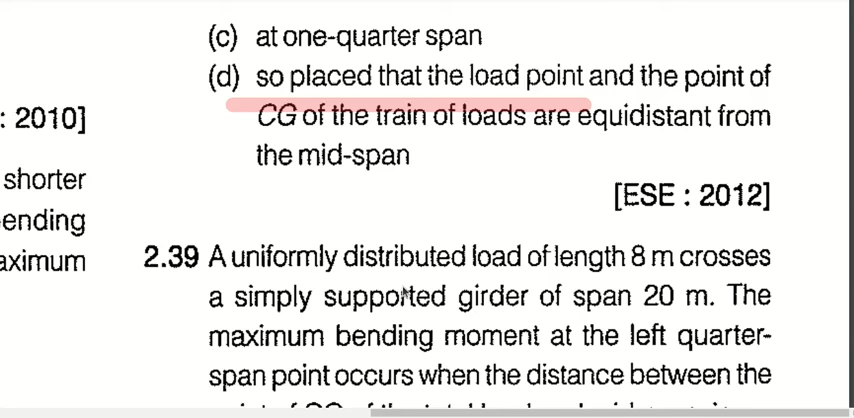 (c) at one-quarter span
(d) so placed that the load point and the point of
: 2010]
CG of the train of loads are equidistant from
the mid-span
shorter
[ESE : 2012]
ending
aximum
2.39 A uniformly distributed load of length 8 m crosses
a simply supported girder of span 20 m. The
maximum bending moment at the left quarter-
span point occurs when the distance between the